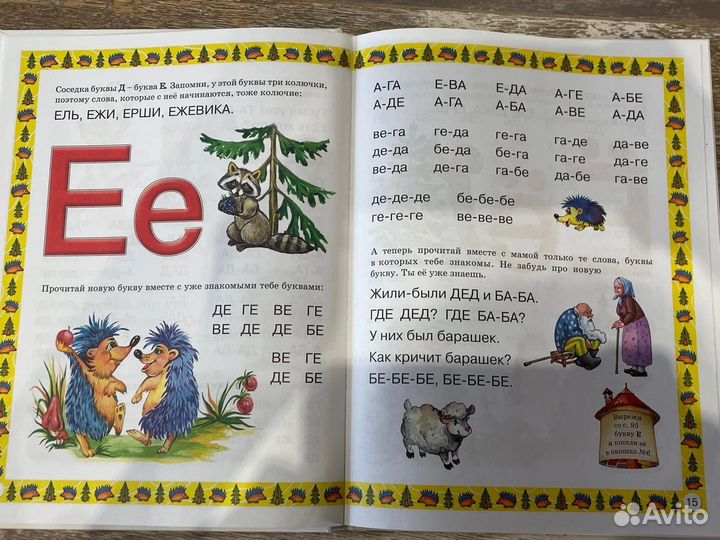 Соседка буквы Д – буква Е. Запомни, у этой буквы три колючки,
поэтому слова, которые с неё начинаются, тоже колючие:
ЕЛЬ, ЕЖИ, ЕРШИ, ЕЖЕВИКА.
Ее
Прочитай новую букву вместе с уже знакомыми тебе буквами:
ДЕ ГЕ ВЕ ГЕ
ВЕ ДЕ ДЕ БЕ
ВЕ ГЕ
ДЕ БЕ
А-ГА Е-ВА Е-ДА А-ГЕ А-БЕ
А-ДЕ А-ГА А-БА А-ВЕ А-ДА
ве-га ге-да ге-га га-де да-ве
де-да бе-да бе-га га-ге да-ге
ве-да де-га га-бе да-бе га-ве
де-де-де бе-бе-бе
ге-ге-ге ве-ве-ве
А теперь прочитай вместе с мамой только те слова, буквы
в которых тебе знакомы. Не забудь про новую
букву. Ты её уже знаешь.
Жили-были ДЕД и БА-БА.
ГДЕ ДЕД? ГДЕ БА-БА?
У них был барашек.
Как кричит барашек?
БЕ-БЕ-БЕ, БЕ-БЕ-БЕ.
Вырежи
со с. 95
букву Е
и посели её
в окошко №6.
15
Avito